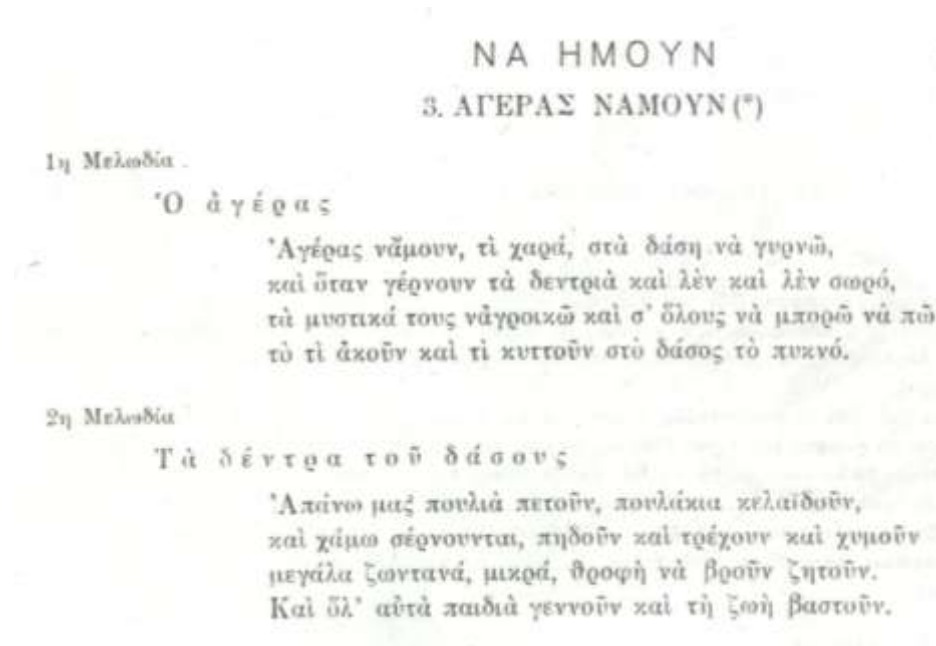 ΝΑ ΗΜΟΥΝ
3. ΑΓΕΡΑΣ ΝΑΜΟΥΝ (*)
1η Μελωδία
Ὁ ἀγέρας
Ἀγέρας νἄμουν, τὶ χαρά, στὰ δάση νὰ γυρνῶ,
καὶ ὅταν γέρνουν τὰ δεντριὰ καὶ λὲν καὶ λὲν σωρό,
τὰ μυστικά τους νἀγροικῶ καὶ σ' ὅλους νὰ μπορῶ νὰ πῶ
τὸ τὶ ἀκοῦν καὶ τὶ κυττοῦν στὸ δάσος τὸ πυκνό.
2η Μελωδία
Τὰ δέντρα τοῦ δάσους
Ἀπάνω μας πουλιὰ πετοῦν, πουλάκια κελαϊδοῦν,
καὶ χάμω σέρνουνται, πηδοῦν καὶ τρέχουν καὶ χυμοῦν
μεγάλα ζωντανά, μικρά, θροφὴ νὰ βροῦν ζητοῦν.
Καὶ ὅλ' αὐτὰ παιδιὰ γεννοῦν καὶ τὴ ζωὴ βαστοῦν.